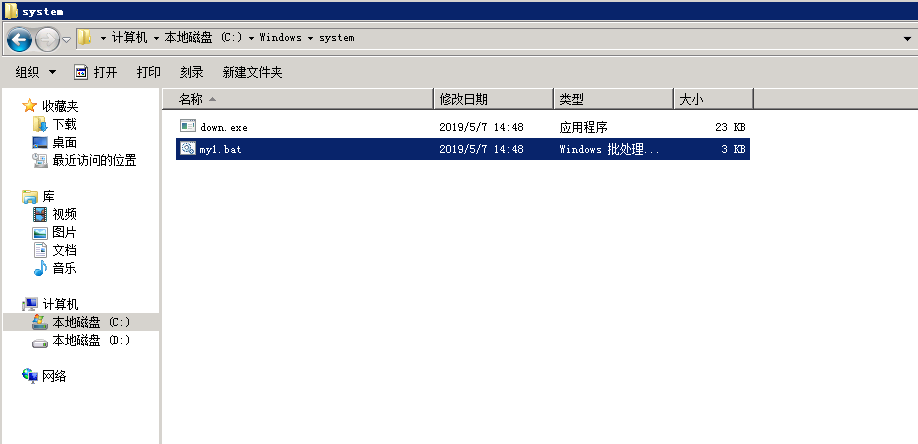 system
计算机 本地磁盘 (C:) Windows system
组织 打开 打印 刻录 新建文件夹
收藏夹
下载
桌面
最近访问的位置
库
视频
图片
文档
音乐
计算机
本地磁盘 (C:)
本地磁盘 (D:)
网络
名称 修改日期 类型 大小
down.exe 2019/5/7 14:48 应用程序 23 KB
my1.bat 2019/5/7 14:48 Windows 批处理... 3 KB